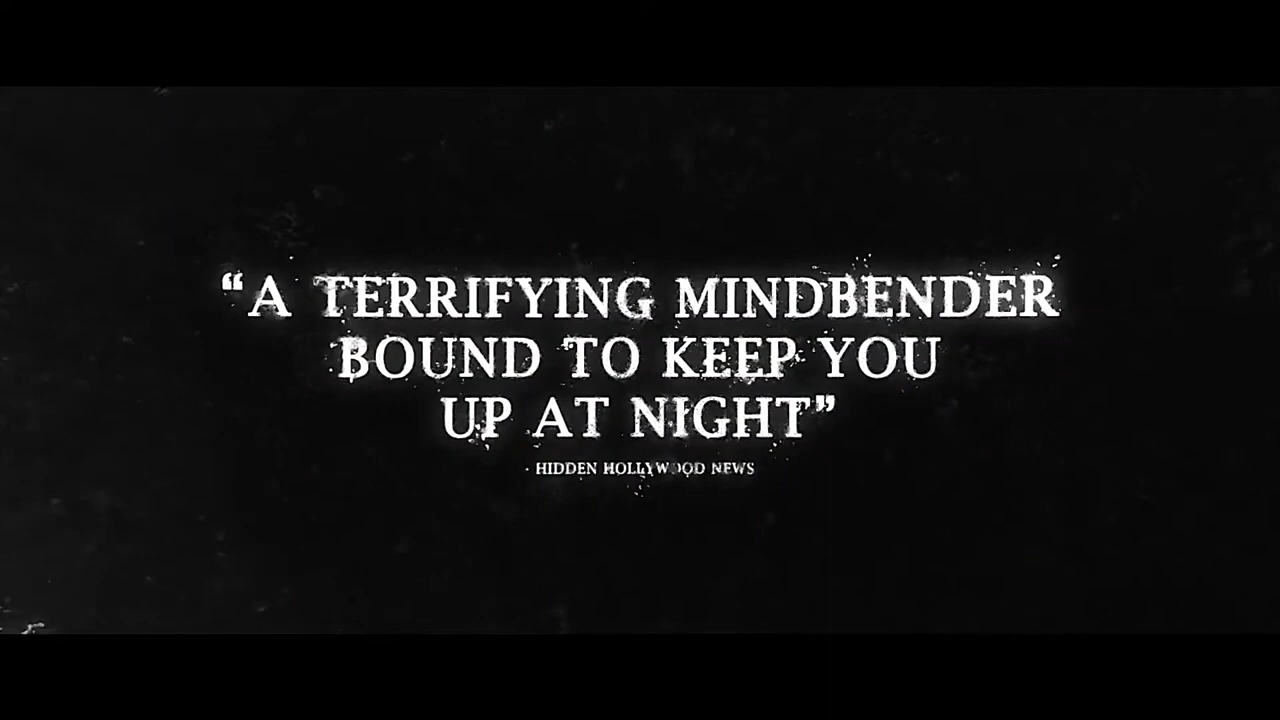 “A TERRIFYING MINDBENDER
BOUND TO KEEP YOU
UP AT NIGHT”
- HIDDEN HOLLYWOOD NEWS